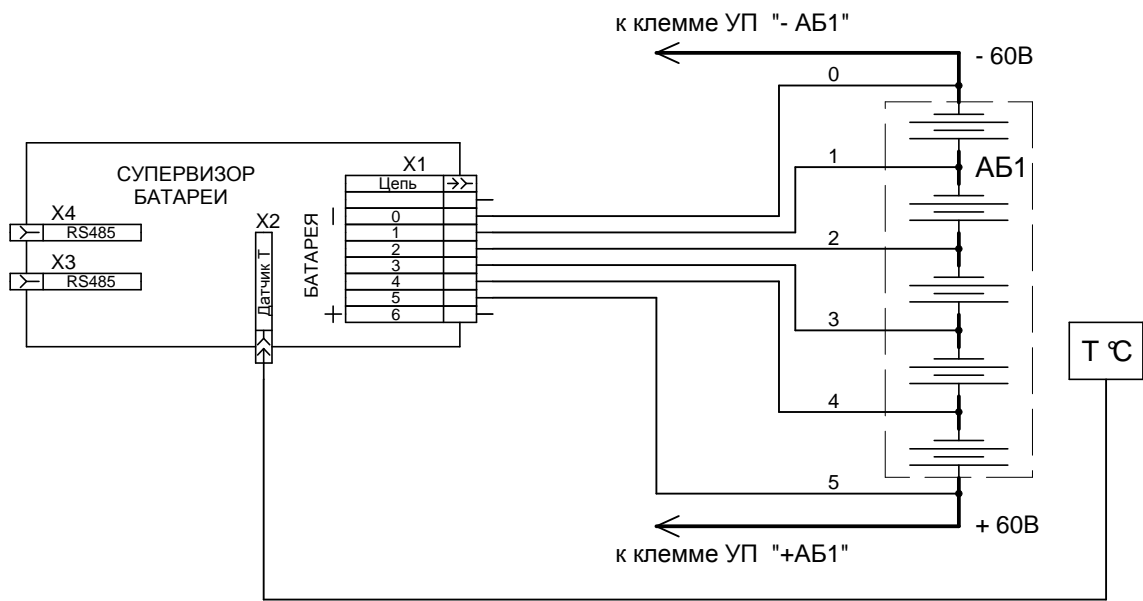 к клемме УП "- АБ1"
- 60В
0
СУПЕРВИЗОР
БАТАРЕИ
X1
Цепь
1
АБ1
X4
RS485
X2
Датчик Т
БАТАРЕЯ
–
0
1
2
3
4
5
6
+
2
X3
RS485
3
T °C
4
5
+ 60В
к клемме УП "+АБ1"